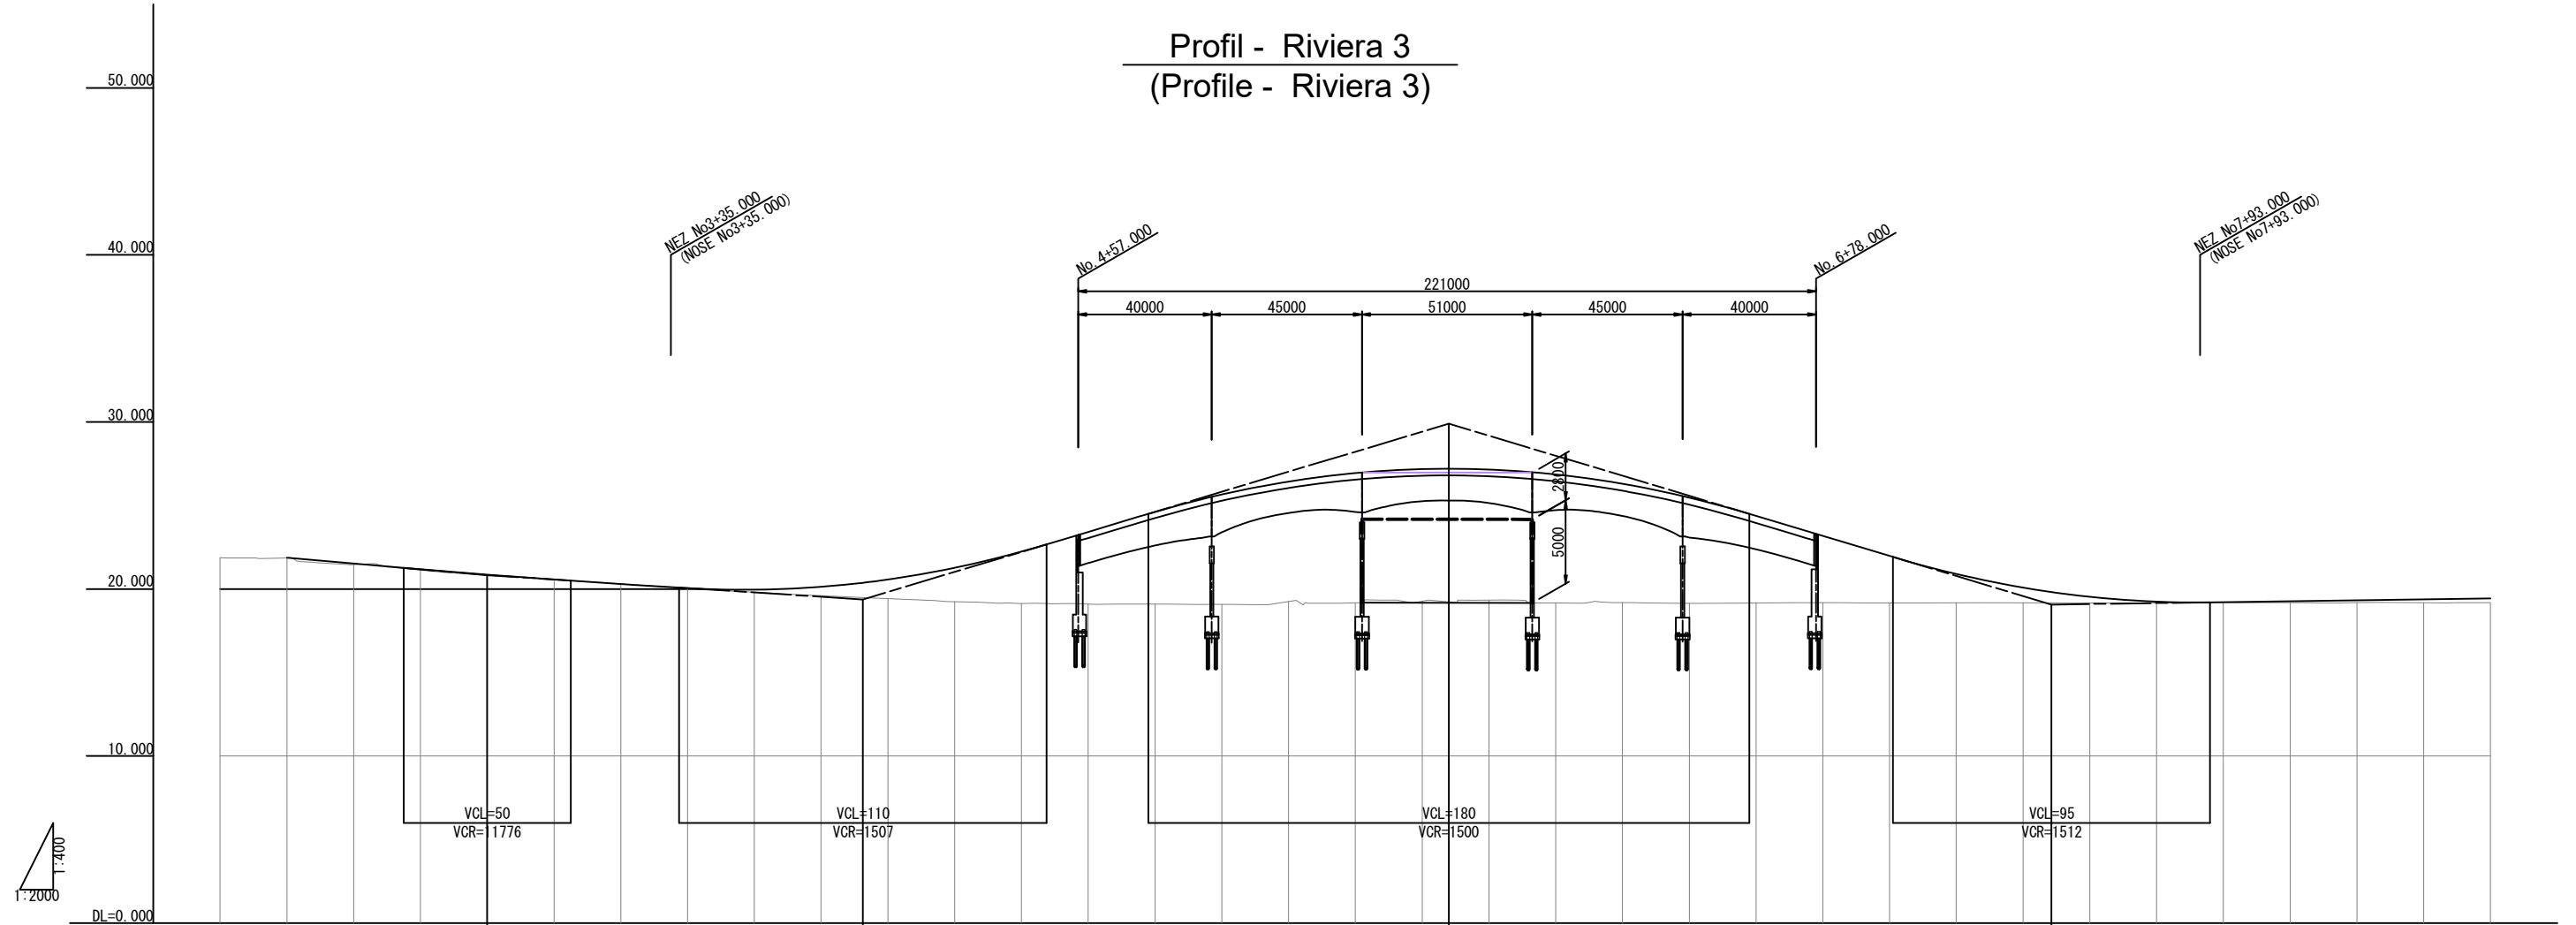 Profil - Riviera 3
(Profile - Riviera 3)
50.000
40.000
30.000
20.000
10.000
DL=0.000
NEZ No3+35.000
(NOSE No3+35.000)
No.4+57.000
No.6+78.000
NEZ No7+93.000
(NOSE No7+93.000)
221000
40000
45000
51000
45000
40000
2800
5000
VCL=50
VCR=11776
VCL=110
VCR=1507
VCL=180
VCR=1500
VCL=95
VCR=1512
1:400
1:2000